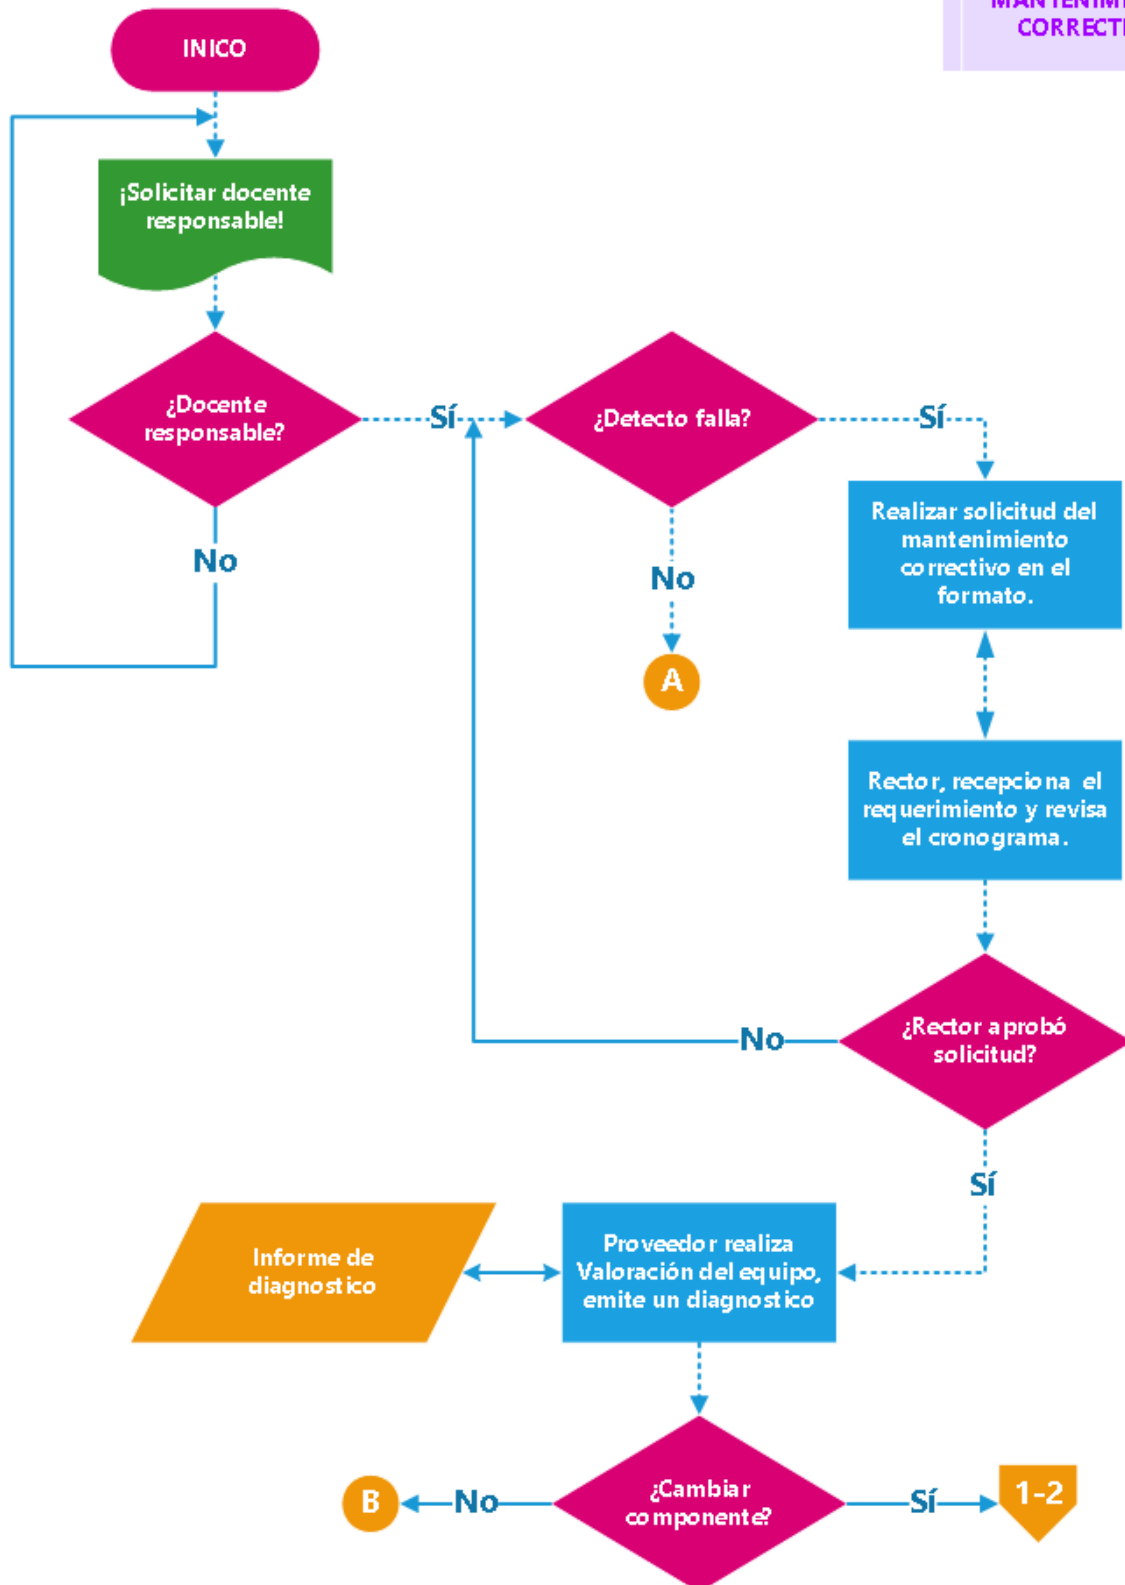 INICO
¡Solicitar docente
responsable!
¿Docente
responsable?
Sí
No
¿Detecto falla?
Sí
No
A
Realizar solicitud del
mantenimiento
correctivo en el
formato.
Rector, recepciona el
requerimiento y revisa
el cronograma.
¿Rector aprobó
solicitud?
No
Sí
Proveedor realiza
Valoración del equipo,
emite un diagnostico
Informe de
diagnostico
¿Cambiar
componente?
No
B
Sí
1-2